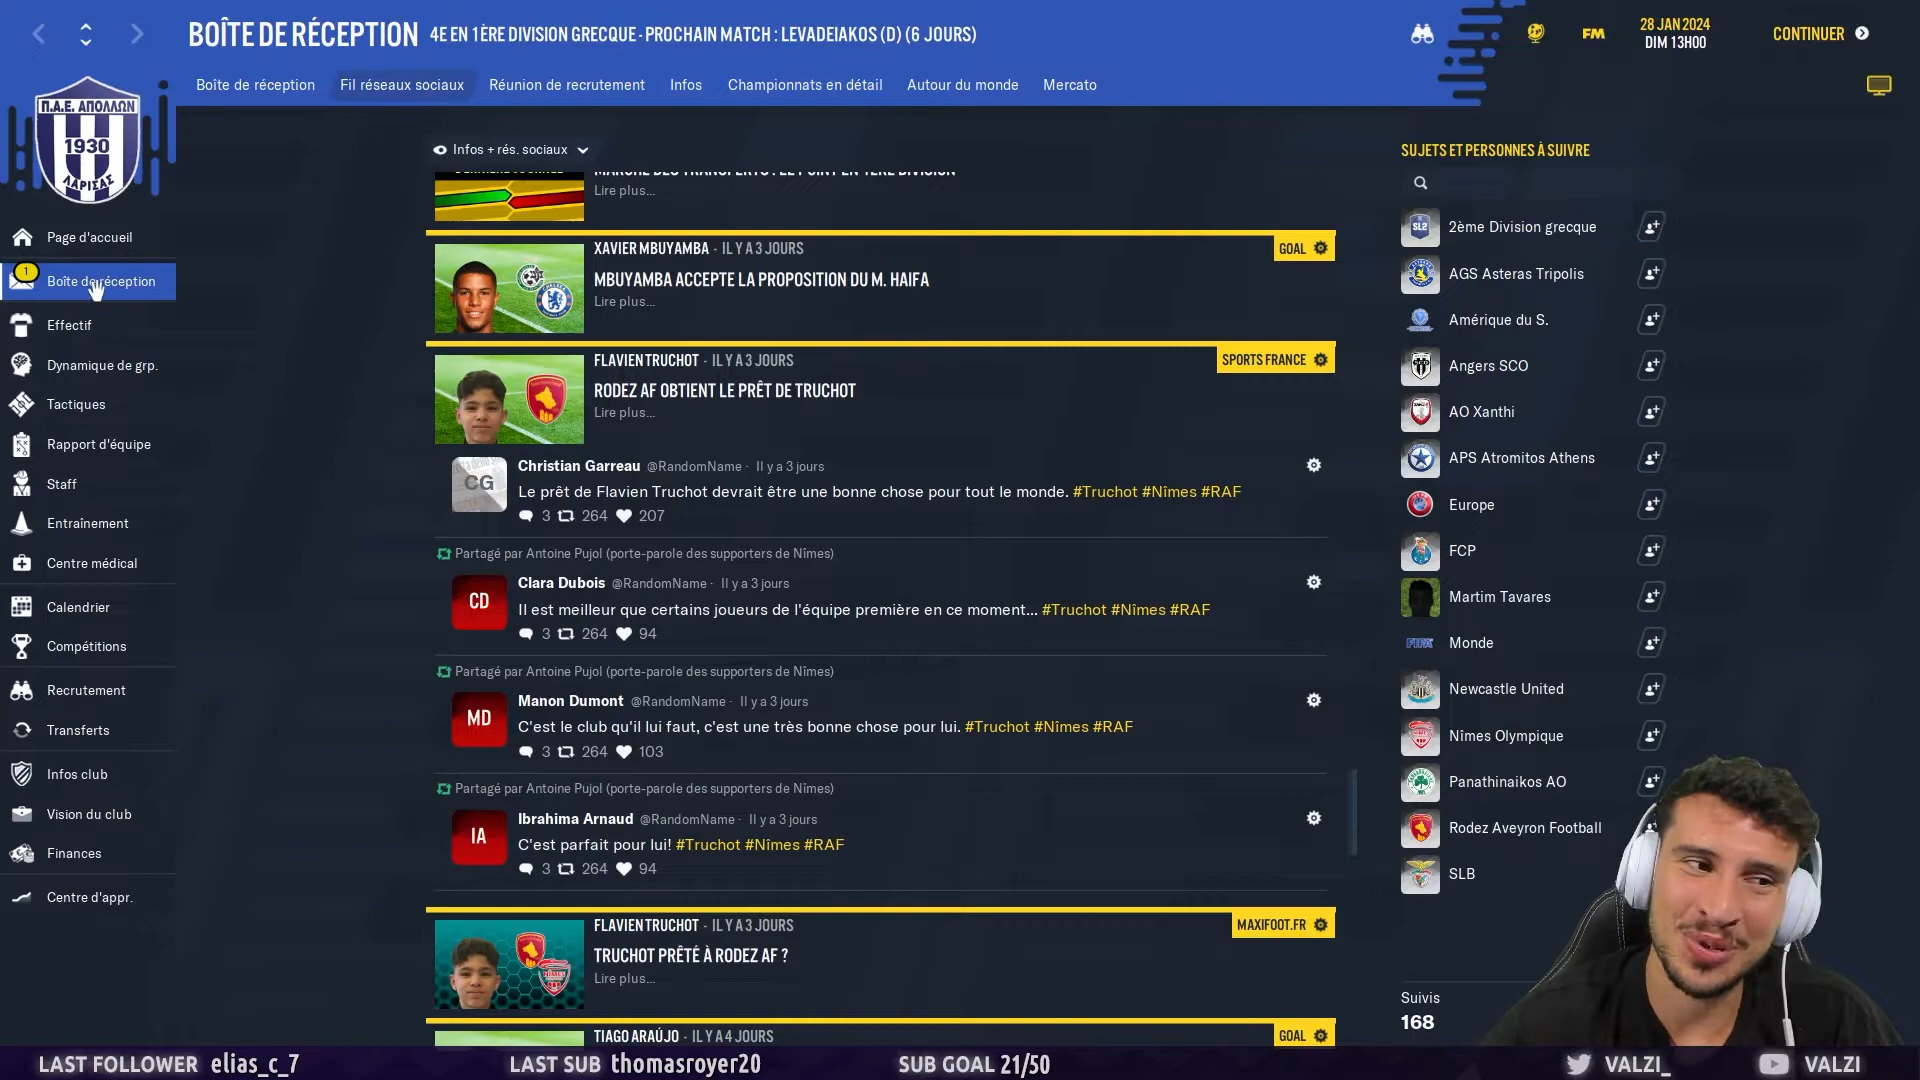 BOÎTE DE RÉCEPTION
4E EN 1ÈRE DIVISION GRECQUE - PROCHAIN MATCH : LEVADEIAKOS (D) (6 JOURS)
FM
28 JAN 2024
DIM 13H00
CONTINUER
Boîte de réception
Fil réseaux sociaux
Réunion de recrutement
Infos
Championnats en détail
Autour du monde
Mercato
Π.Α.Ε. ΑΠΟΛΛΩΝ
1930
ΛΑΡΙΣΑΣ
Page d'accueil
1
Boîte de réception
Effectif
Dynamique de grp.
Tactiques
Rapport d'équipe
Staff
Entraînement
Centre médical
Calendrier
Compétitions
Recrutement
Transferts
Infos club
Vision du club
Finances
Centre d'appr.
Infos + rés. sociaux
MARCHÉ DES TRANSFERTS : LE POINT EN 1ÈRE DIVISION
Lire plus...
XAVIER MBUYAMBA - IL Y A 3 JOURS
GOAL
MBUYAMBA ACCEPTE LA PROPOSITION DU M. HAIFA
Lire plus...
FLAVIEN TRUCHOT - IL Y A 3 JOURS
SPORTS FRANCE
RODEZ AF OBTIENT LE PRÊT DE TRUCHOT
Lire plus...
CG
Christian Garreau @RandomName · Il y a 3 jours
Le prêt de Flavien Truchot devrait être une bonne chose pour tout le monde. #Truchot #Nîmes #RAF
3 264 207
Partagé par Antoine Pujol (porte-parole des supporters de Nîmes)
CD
Clara Dubois @RandomName · Il y a 3 jours
Il est meilleur que certains joueurs de l'équipe première en ce moment... #Truchot #Nîmes #RAF
3 264 94
Partagé par Antoine Pujol (porte-parole des supporters de Nîmes)
MD
Manon Dumont @RandomName · Il y a 3 jours
C'est le club qu'il lui faut, c'est une très bonne chose pour lui. #Truchot #Nîmes #RAF
3 264 103
Partagé par Antoine Pujol (porte-parole des supporters de Nîmes)
IA
Ibrahima Arnaud @RandomName · Il y a 3 jours
C'est parfait pour lui! #Truchot #Nîmes #RAF
3 264 94
FLAVIEN TRUCHOT - IL Y A 3 JOURS
MAXIFOOT.FR
TRUCHOT PRÊTÉ À RODEZ AF ?
Lire plus...
TIAGO ARAÚJO - IL Y A 4 JOURS
GOAL
SUJETS ET PERSONNES À SUIVRE
SL2
2ème Division grecque
AGS Asteras Tripolis
Amérique du S.
Angers SCO
AO Xanthi
APS Atromitos Athens
Europe
FCP
Martim Tavares
FIFA
Monde
Newcastle United
Nîmes Olympique
Panathinaikos AO
Rodez Aveyron Football
SLB
Suivis
168
LAST FOLLOWER elias_c_7
LAST SUB thomasroyer20
SUB GOAL 21/50
VALZI_
VALZI